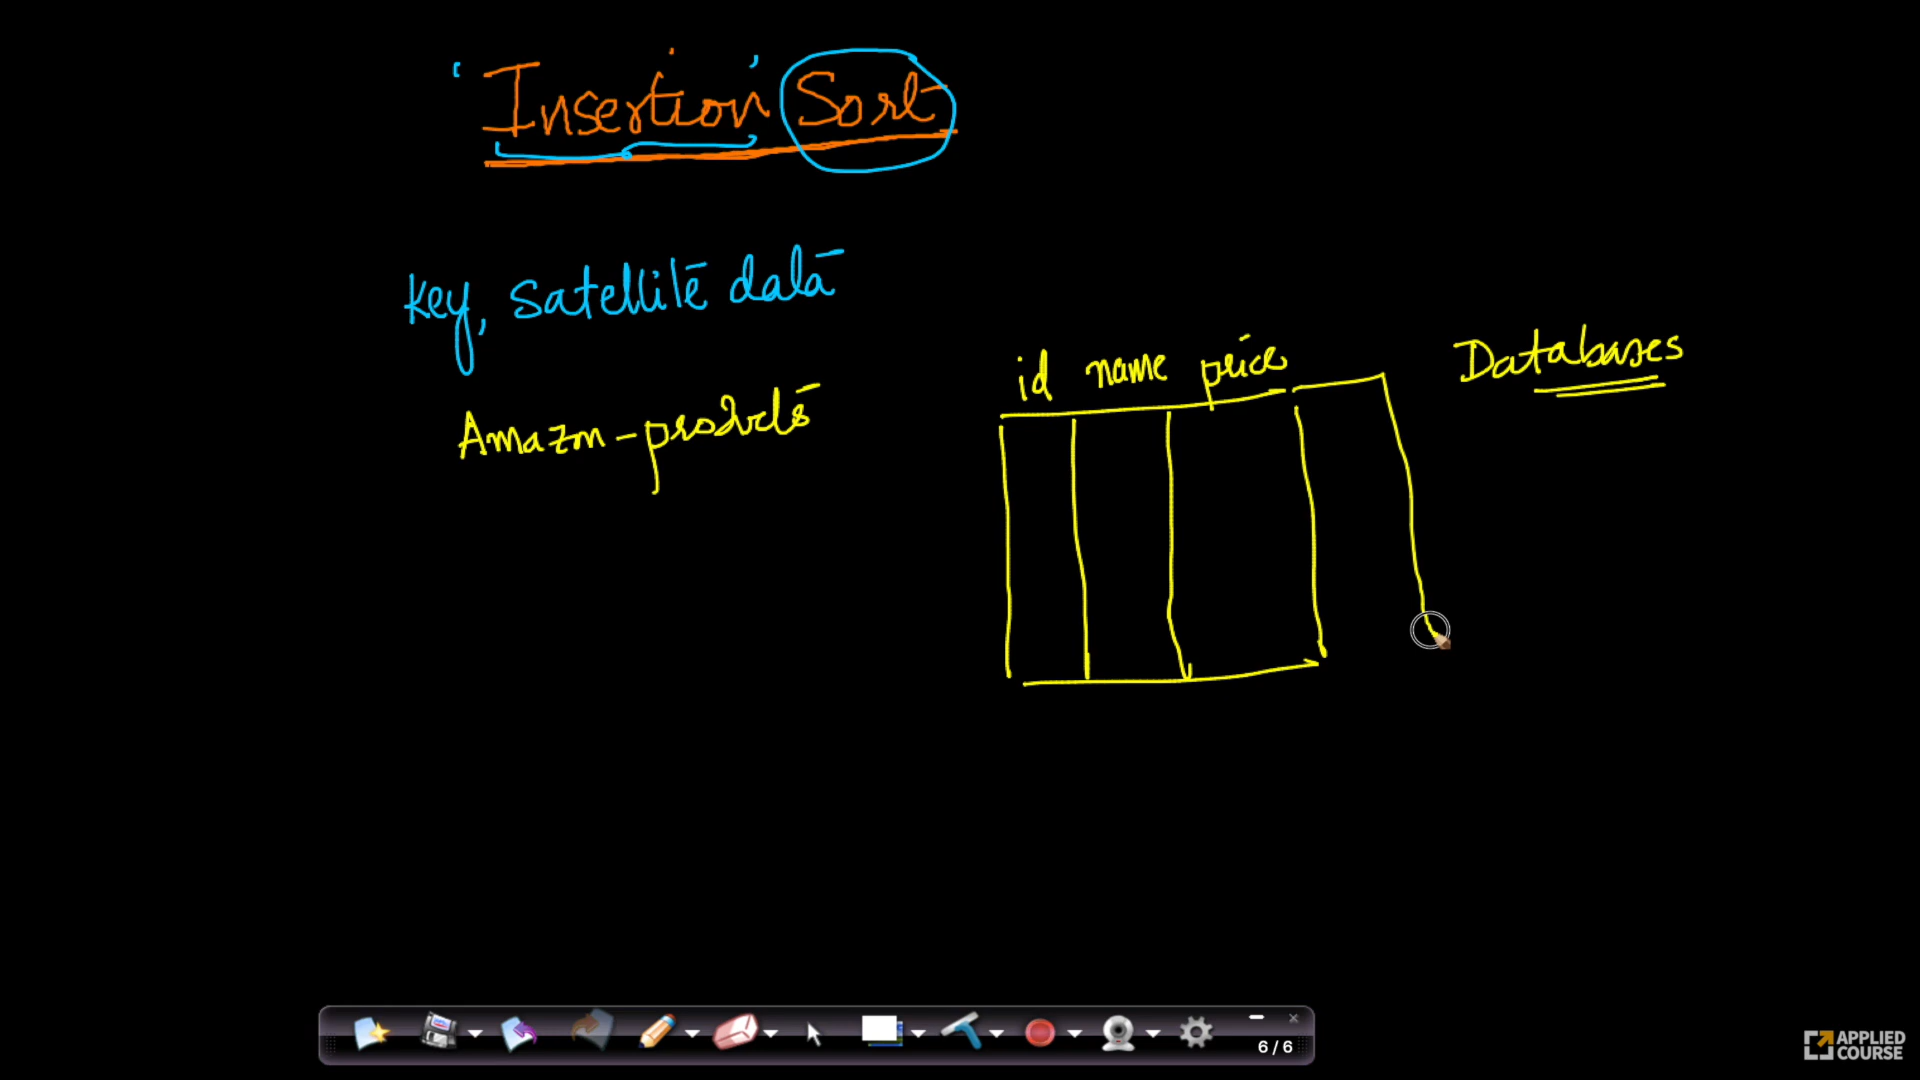 'Insertion' Sort
key, satellite data
id name price
Databases
Amazon-products
6/6
APPLIED
COURSE